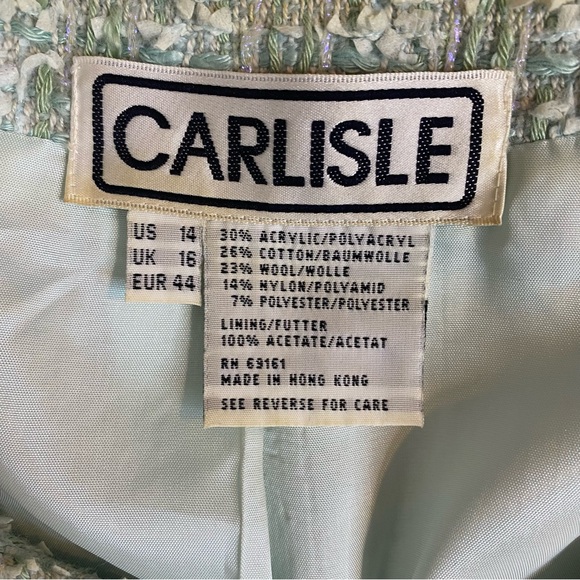 CARLISLE
US 14
UK 16
EUR 44
30% ACRYLIC/POLYACRYL
26% COTTON/BAUMWOLLE
23% WOOL/WOLLE
14% NYLON/POLYAMID
7% POLYESTER/POLYESTER
LINING/FUTTER
100% ACETATE/ACETAT
RN 69161
MADE IN HONG KONG
SEE REVERSE FOR CARE